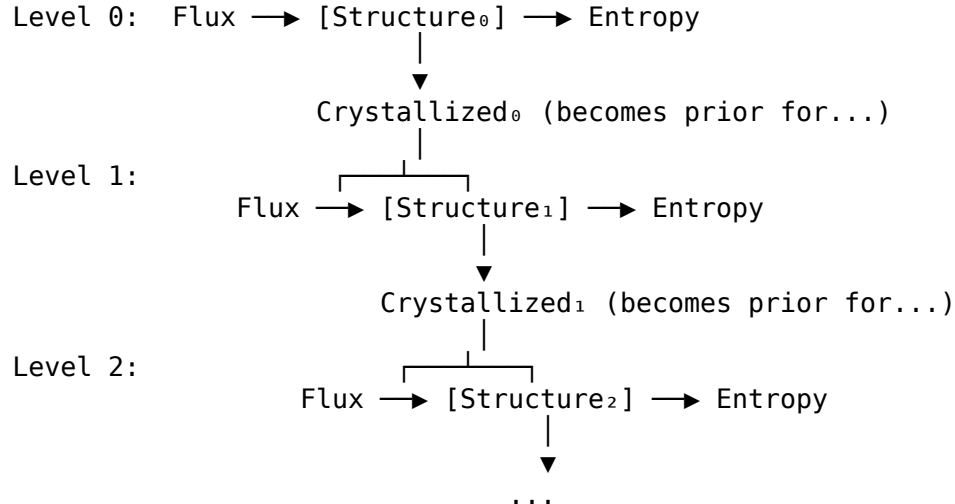 Level 0: Flux ──► [Structure₀] ──► Entropy
Crystallized₀ (becomes prior for...)
Level 1:
Flux ──► [Structure₁] ──► Entropy
Crystallized₁ (becomes prior for...)
Level 2:
Flux ──► [Structure₂] ──► Entropy
...